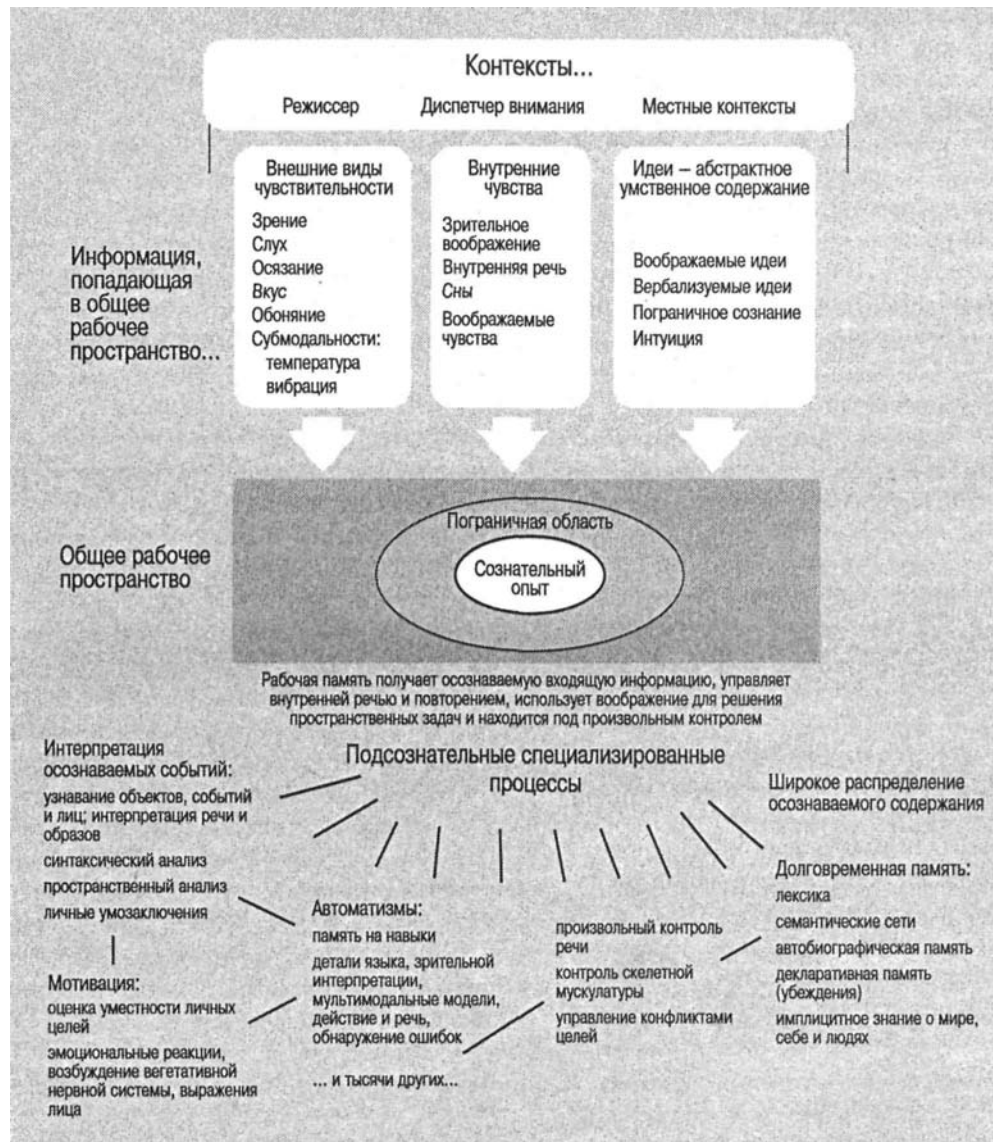 Контексты...
Режиссер
Диспетчер внимания
Местные контексты
Информация,
попадающая
в общее
рабочее
пространство...
Внешние виды
чувствительности
Зрение
Слух
Осязание
Вкус
Обоняние
Субмодальности:
температура
вибрация
Внутренние
чувства
Зрительное
воображение
Внутренняя речь
Сны
Воображаемые
чувства
Идеи – абстрактное
умственное содержание
Воображаемые идеи
Вербализуемые идеи
Пограничное сознание
Интуиция
Общее рабочее
пространство
Пограничная область
Сознательный
опыт
Рабочая память получает осознаваемую входящую информацию, управляет
внутренней речью и повторением, использует воображение для решения
пространственных задач и находится под произвольным контролем
Подсознательные специализированные
процессы
Интерпретация
осознаваемых событий:
узнавание объектов, событий
и лиц; интерпретация речи и
образов
синтаксический анализ
пространственный анализ
личные умозаключения
Мотивация:
оценка уместности личных
целей
эмоциональные реакции,
возбуждение вегетативной
нервной системы, выражения
лица
Автоматизмы:
память на навыки
детали языка, зрительной
интерпретации,
мультимодальные модели,
действие и речь,
обнаружение ошибок
... и тысячи других...
произвольный контроль
речи
контроль скелетной
мускулатуры
управление конфликтами
целей
Широкое распределение
осознаваемого содержания
Долговременная память:
лексика
семантические сети
автобиографическая память
декларативная память
(убеждения)
имплицитное знание о мире,
себе и людях